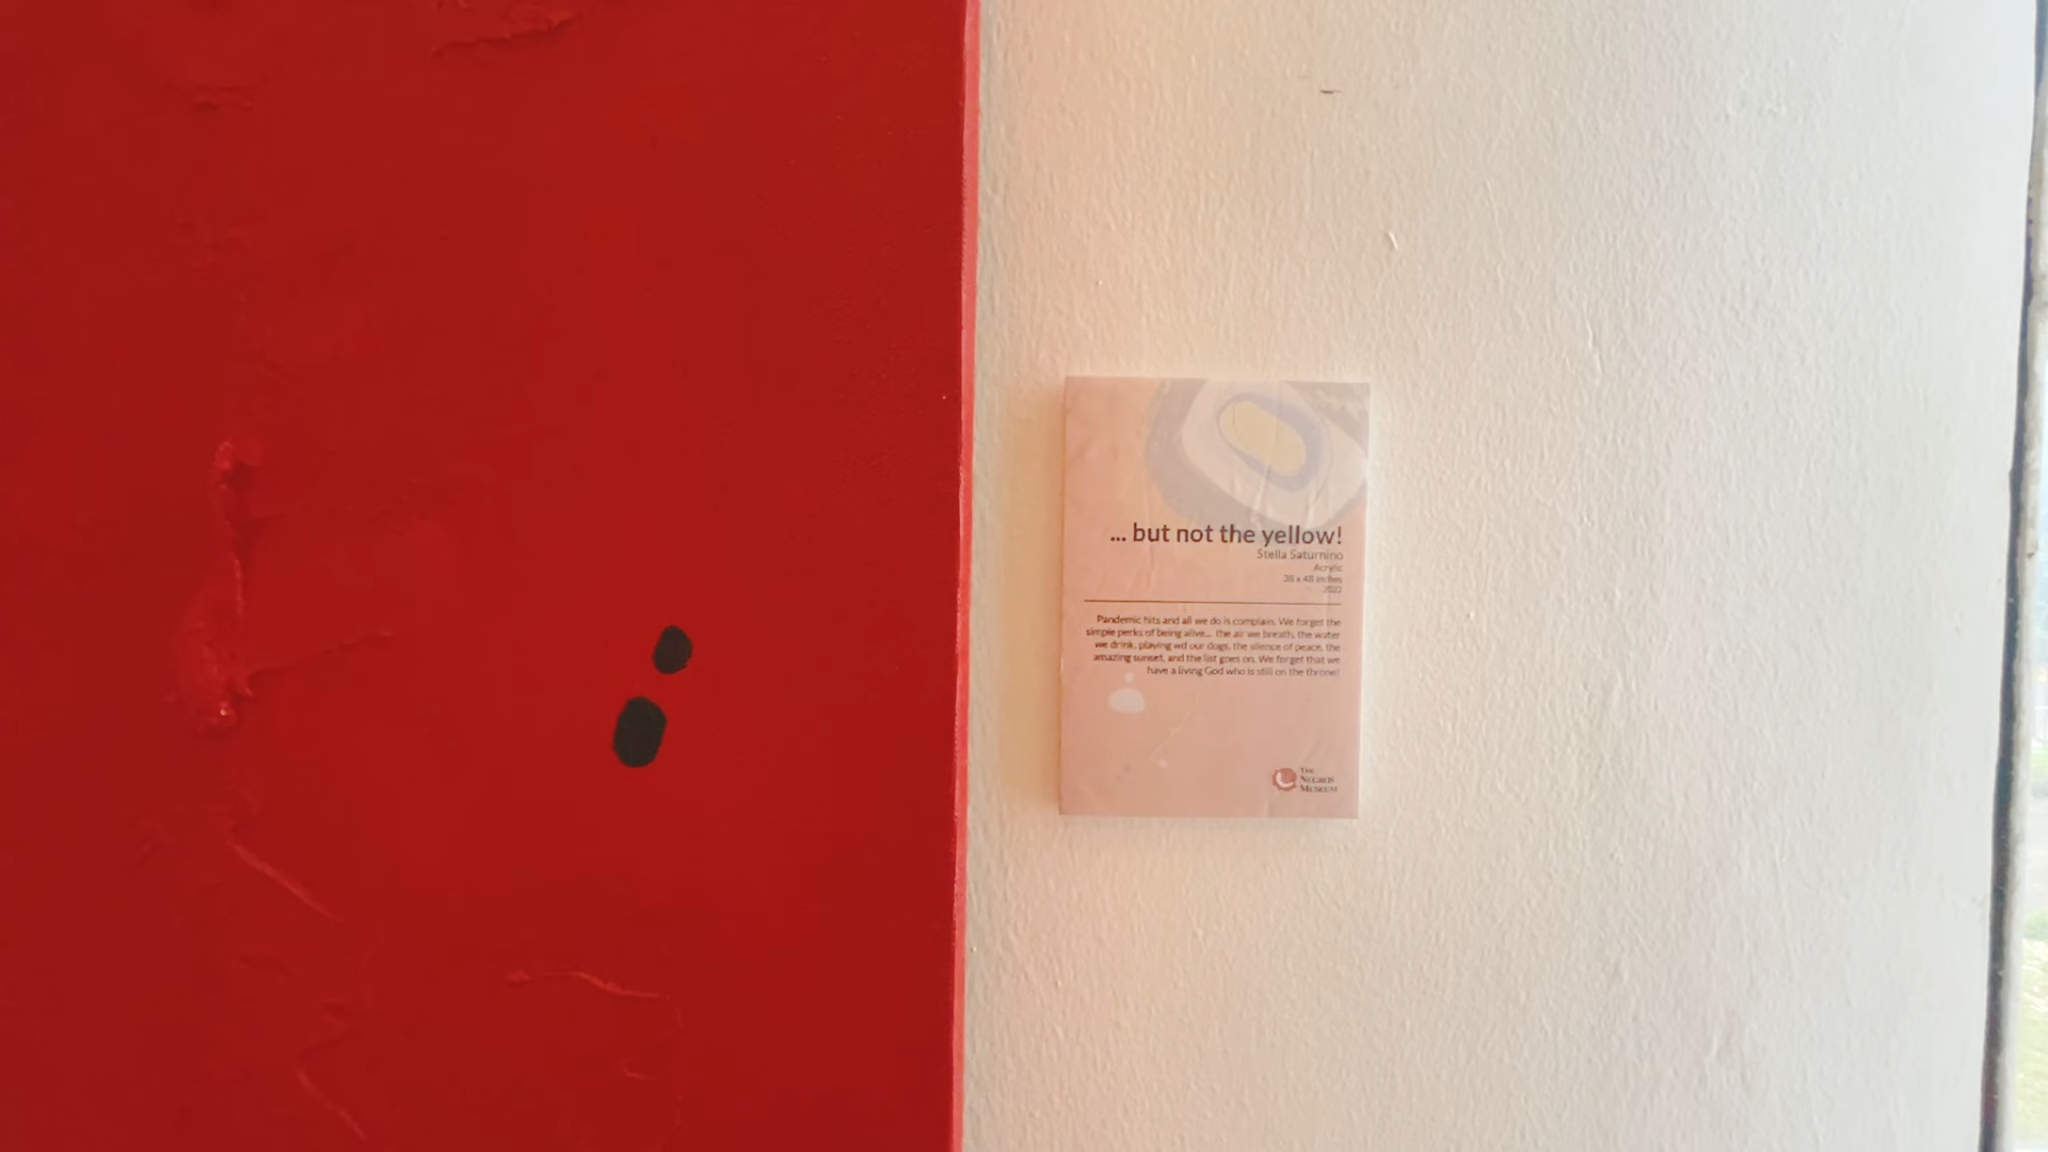 ... but not the yellow!
Stella Saturnino
Acrylic
38 x 48 inches
2022
Pandemic hits and all we do is complain. We forget the
simple perks of being alive... the air we breath, the water
we drink, playing wd our dogs, the silence of peace, the
amazing sunset, and the list goes on. We forget that we
have a living God who is still on the throne!
THE
NEGROS
MUSEUM